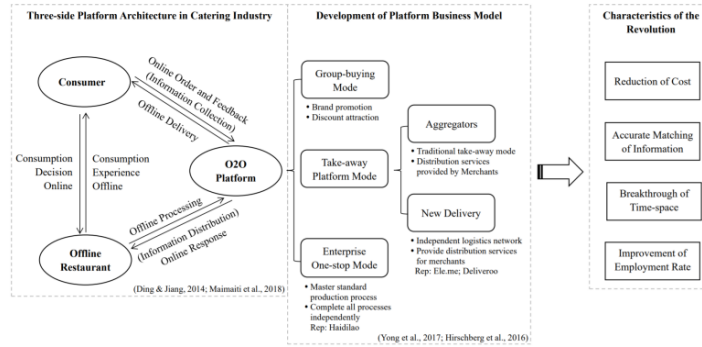 Three-side Platform Architecture in Catering Industry
Consumer
Online Order and Feedback
(Information Collection)
Offline Delivery
Consumption
Decision
Online
Consumption
Experience
Offline
O2O
Platform
Offline Processing
(Information Distribution)
Online Response
Offline
Restaurant
(Ding & Jiang, 2014; Maimaiti et al., 2018)
Development of Platform Business Model
Group-buying
Mode
• Brand promotion
• Discount attraction
Take-away
Platform Mode
Aggregators
• Traditional take-away mode
• Distribution services
provided by Merchants
New Delivery
• Independent logistics network
• Provide distribution services
for merchants
Rep: Ele.me; Deliveroo
Enterprise
One-stop Mode
• Master standard
production process
• Complete all processes
independently
Rep: Haidilao
(Yong et al., 2017; Hirschberg et al., 2016)
Characteristics of the
Revolution
Reduction of Cost
Accurate Matching
of Information
Breakthrough of
Time-space
Improvement of
Employment Rate